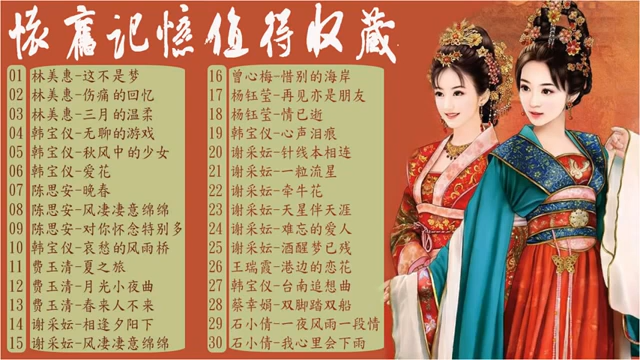 怀旧记忆值得收藏
01 林美惠-这不是梦
02 林美惠-伤痛的回忆
03 林美惠-三月的温柔
04 韩宝仪-无聊的游戏
05 韩宝仪-秋风中的少女
06 韩宝仪-爱花
07 陈思安-晚春
08 陈思安-风凄凄意绵绵
09 陈思安-对你怀念特别多
10 韩宝仪-哀愁的风雨桥
11 费玉清-夏之旅
12 费玉清-月光小夜曲
13 费玉清-春来人不来
14 谢采妘-相逢夕阳下
15 谢采妘-风凄凄意绵绵
16 曾心梅-惜别的海岸
17 杨钰莹-再见亦是朋友
18 杨钰莹-情已逝
19 韩宝仪-心声泪痕
20 谢采妘-针线本相连
21 谢采妘-一粒流星
22 谢采妘-牵牛花
23 谢采妘-天星伴天涯
24 谢采妘-难忘的爱人
25 谢采妘-酒醒梦已残
26 王瑞霞-港边的恋花
27 韩宝仪-台南追想曲
28 蔡幸娟-双脚踏双船
29 石小倩-一夜风雨一段情
30 石小倩-我心里会下雨